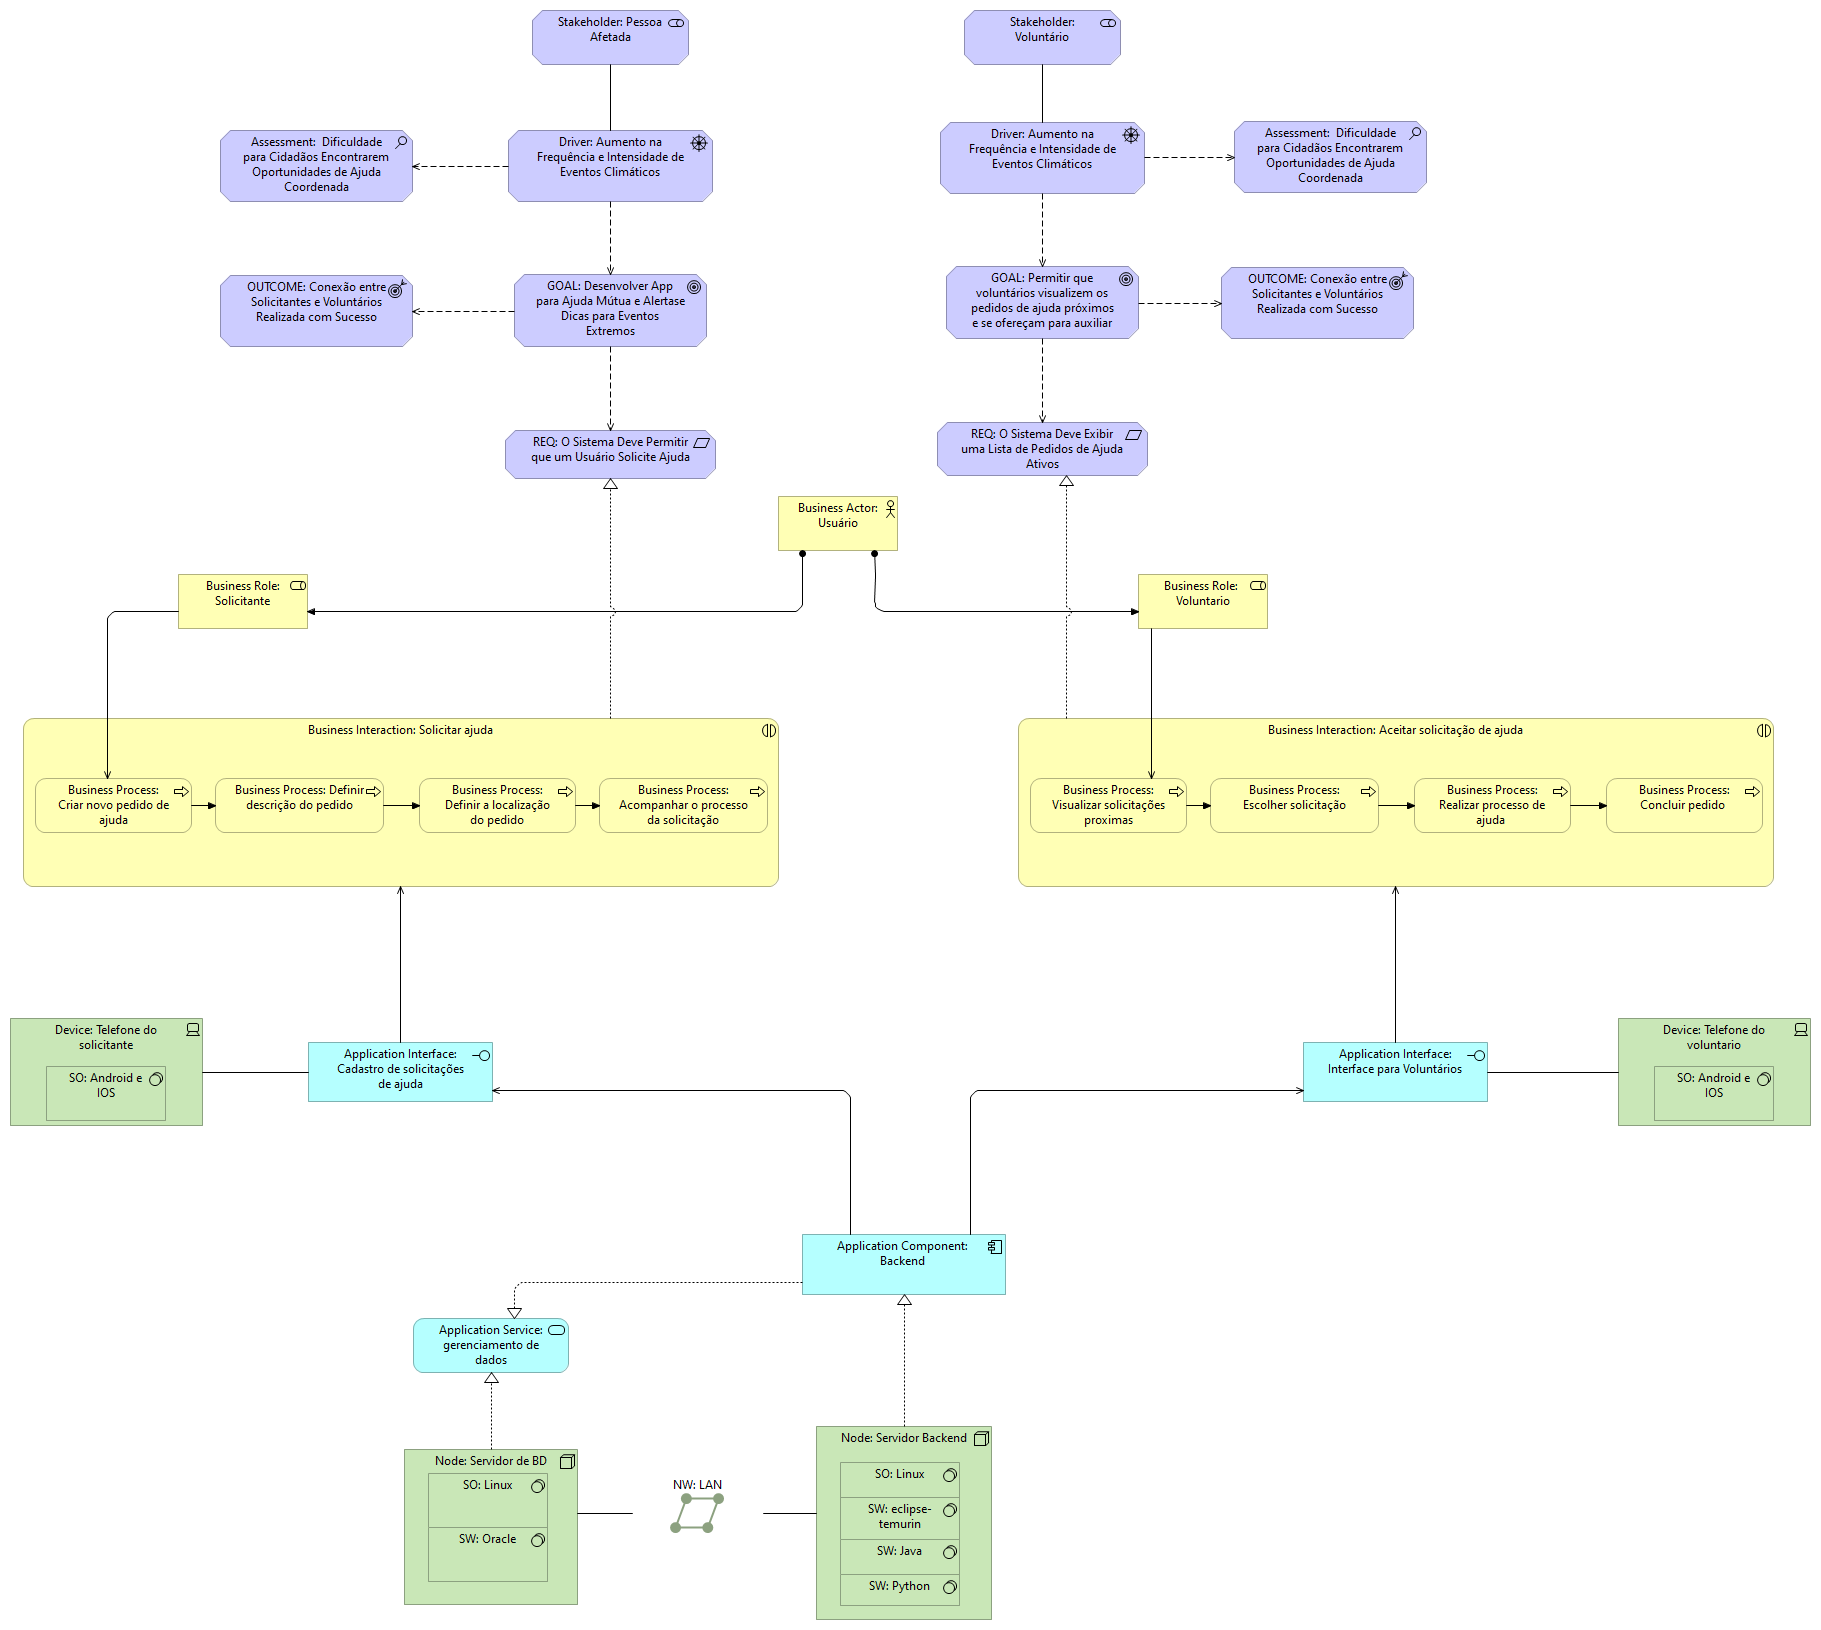 Stakeholder: Pessoa
Afetada
Stakeholder:
Voluntário
Assessment:  Dificuldade
para Cidadãos Encontrarem
Oportunidades de Ajuda
Coordenada
Driver: Aumento na
Frequência e Intensidade de
Eventos Climáticos
Driver: Aumento na
Frequência e Intensidade de
Eventos Climáticos
Assessment:  Dificuldade
para Cidadãos Encontrarem
Oportunidades de Ajuda
Coordenada
OUTCOME: Conexão entre
Solicitantes e Voluntários
Realizada com Sucesso
GOAL: Desenvolver App
para Ajuda Mútua e Alertase
Dicas para Eventos
Extremos
GOAL: Permitir que
voluntários visualizem os
pedidos de ajuda próximos
e se ofereçam para auxiliar
OUTCOME: Conexão entre
Solicitantes e Voluntários
Realizada com Sucesso
REQ: O Sistema Deve Permitir
que um Usuário Solicite Ajuda
REQ: O Sistema Deve Exibir
uma Lista de Pedidos de Ajuda
Ativos
Business Actor:
Usuário
Business Role:
Solicitante
Business Role:
Voluntario
Business Interaction: Solicitar ajuda
Business Process:
Criar novo pedido de
ajuda
Business Process: Definir
descrição do pedido
Business Process:
Definir a localização
do pedido
Business Process:
Acompanhar o processo
da solicitação
Business Interaction: Aceitar solicitação de ajuda
Business Process:
Visualizar solicitações
proximas
Business Process:
Escolher solicitação
Business Process:
Realizar processo de
ajuda
Business Process:
Concluir pedido
Device: Telefone do
solicitante
SO: Android e
IOS
Application Interface:
Cadastro de solicitações
de ajuda
Application Interface:
Interface para Voluntários
Device: Telefone do
voluntario
SO: Android e
IOS
Application Component:
Backend
Application Service:
gerenciamento de
dados
Node: Servidor de BD
SO: Linux
SW: Oracle
NW: LAN
Node: Servidor Backend
SO: Linux
SW: eclipse-
temurin
SW: Java
SW: Python